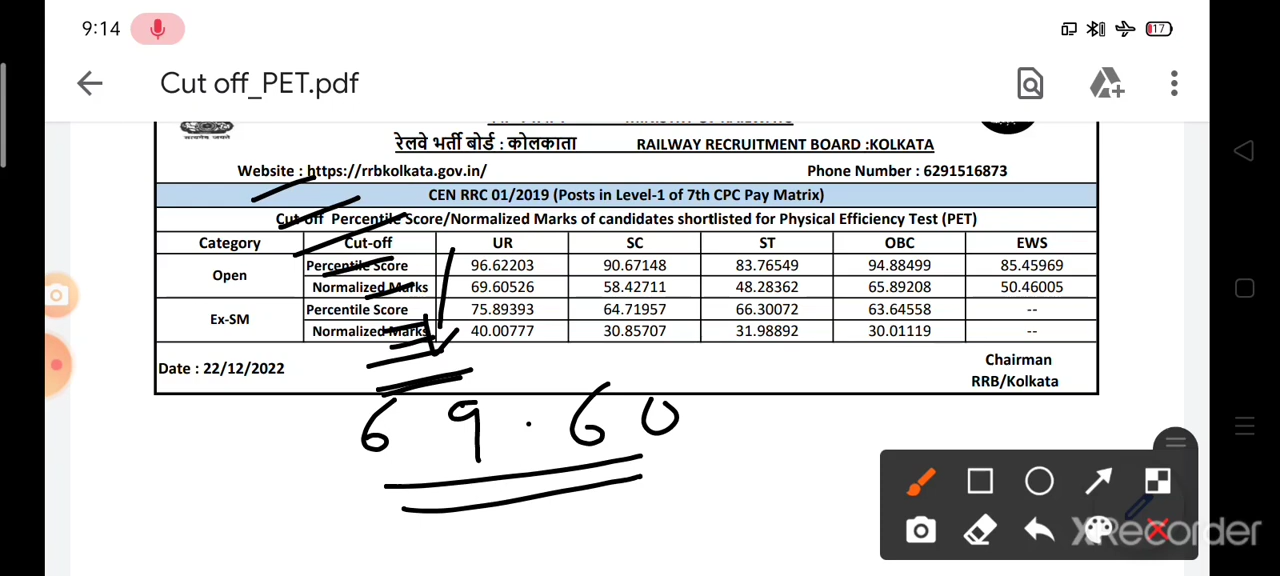 9:14
17
Cut off_PET.pdf
रेलवे भर्ती बोर्ड : कोलकाता RAILWAY RECRUITMENT BOARD :KOLKATA
Website : https://rrbkolkata.gov.in/ Phone Number : 6291516873
CEN RRC 01/2019 (Posts in Level-1 of 7th CPC Pay Matrix)
Cut-off Percentile Score/Normalized Marks of candidates shortlisted for Physical Efficiency Test (PET)
Category Cut-off UR SC ST OBC EWS
Open Percentile Score 96.62203 90.67148 83.76549 94.88499 85.45969
Normalized Marks 69.60526 58.42711 48.28362 65.89208 50.46005
Ex-SM Percentile Score 75.89393 64.71957 66.30072 63.64558 --
Normalized Marks 40.00777 30.85707 31.98892 30.01119 --
Date : 22/12/2022 Chairman
RRB/Kolkata
69.60
XRecorder